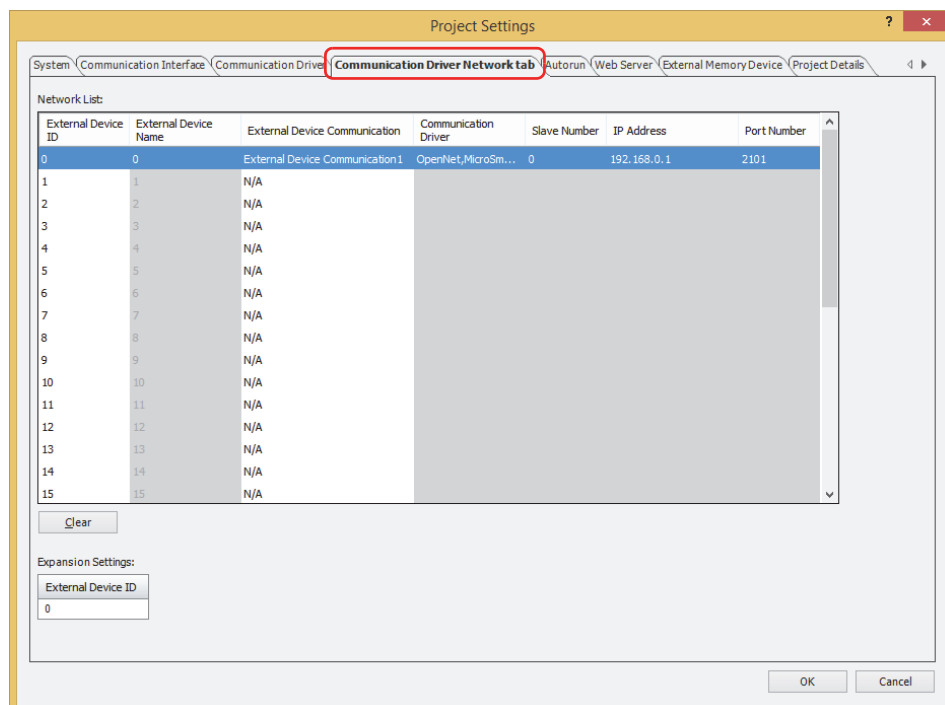 Project Settings ? ×
System Communication Interface Communication Driver Communication Driver Network tab Autorun Web Server External Memory Device Project Details
Network List:
External Device ID External Device Name External Device Communication Communication Driver Slave Number IP Address Port Number
0 0 External Device Communication1 OpenNet,MicroSm... 0 192.168.0.1 2101
1 1 N/A
2 2 N/A
3 3 N/A
4 4 N/A
5 5 N/A
6 6 N/A
7 7 N/A
8 8 N/A
9 9 N/A
10 10 N/A
11 11 N/A
12 12 N/A
13 13 N/A
14 14 N/A
15 15 N/A
Clear
Expansion Settings:
External Device ID
0
OK Cancel